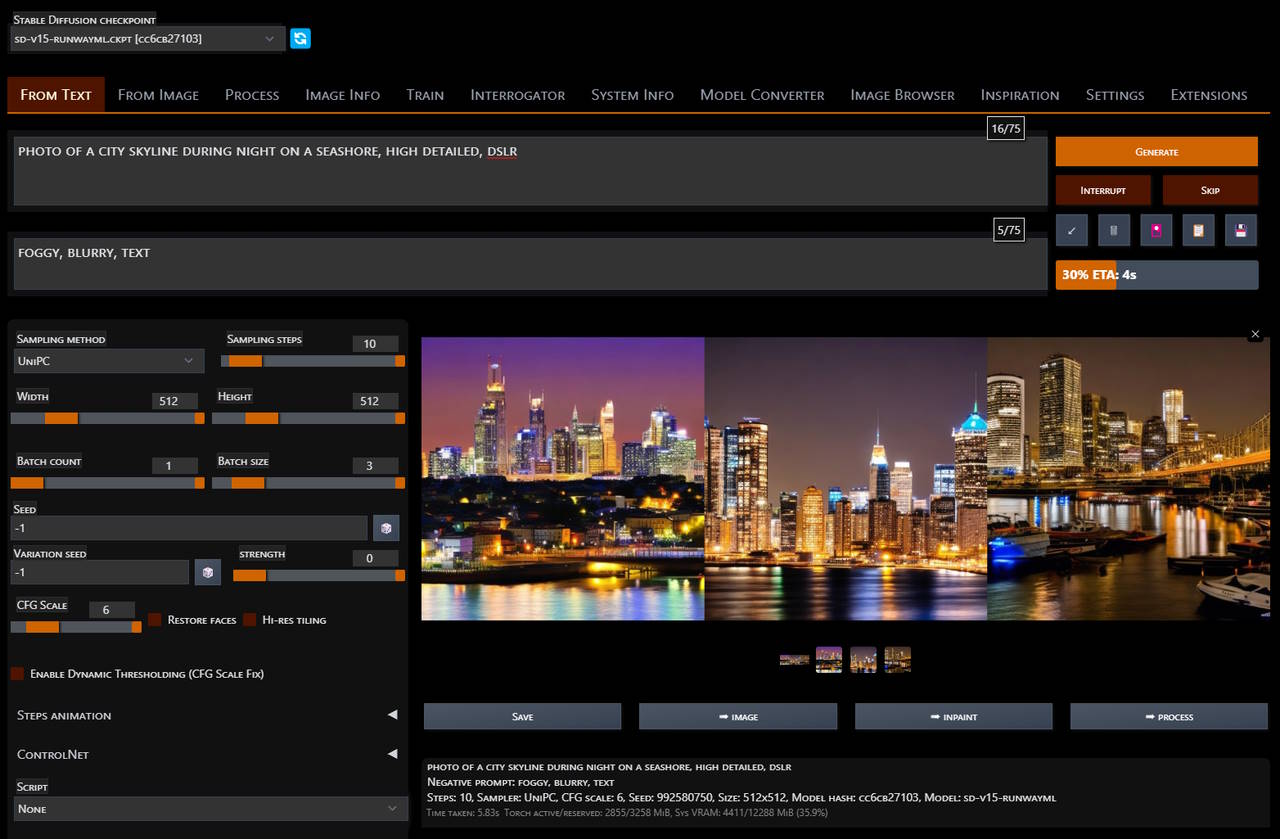 Stable Diffusion checkpoint
sd-v15-runwayml.ckpt [cc6cb27103]
From Text From Image Process Image Info Train Interrogator System Info Model Converter Image Browser Inspiration Settings Extensions
16/75
photo of a city skyline during night on a seashore, high detailed, dslr
Generate
Interrupt Skip
5/75
foggy, blurry, text
30% ETA: 4s
Sampling method
UniPC
Sampling steps 10
Width 512
Height 512
Batch count 1
Batch size 3
Seed
-1
Variation seed
-1
strength 0
CFG Scale 6
Restore faces
Hi-res tiling
Enable Dynamic Thresholding (CFG Scale Fix)
Steps animation
ControlNet
Script
None
Save
➡ image
➡ inpaint
➡ process
photo of a city skyline during night on a seashore, high detailed, dslr
Negative prompt: foggy, blurry, text
Steps: 10, Sampler: UniPC, CFG scale: 6, Seed: 992580750, Size: 512x512, Model hash: cc6cb27103, Model: sd-v15-runwayml
Time taken: 5.83s Torch active/reserved: 2855/3258 MiB, Sys VRAM: 4411/12288 MiB (35.9%)